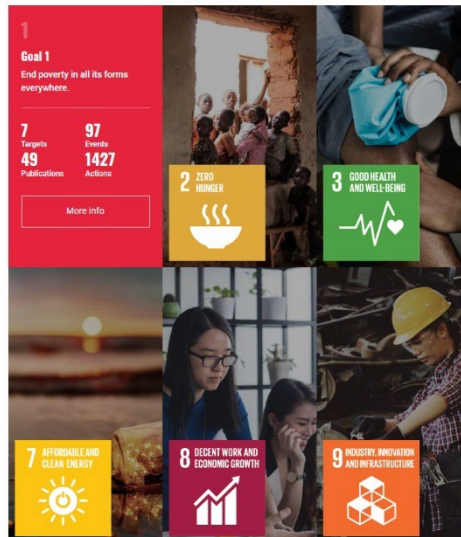 1
Goal 1
End poverty in all its forms
everywhere.
7 97
Targets Events
49 1427
Publications Actions
More info
2 ZERO
HUNGER
3 GOOD HEALTH
AND WELL-BEING
7 AFFORDABLE AND
CLEAN ENERGY
8 DECENT WORK AND
ECONOMIC GROWTH
9 INDUSTRY, INNOVATION
AND INFRASTRUCTURE